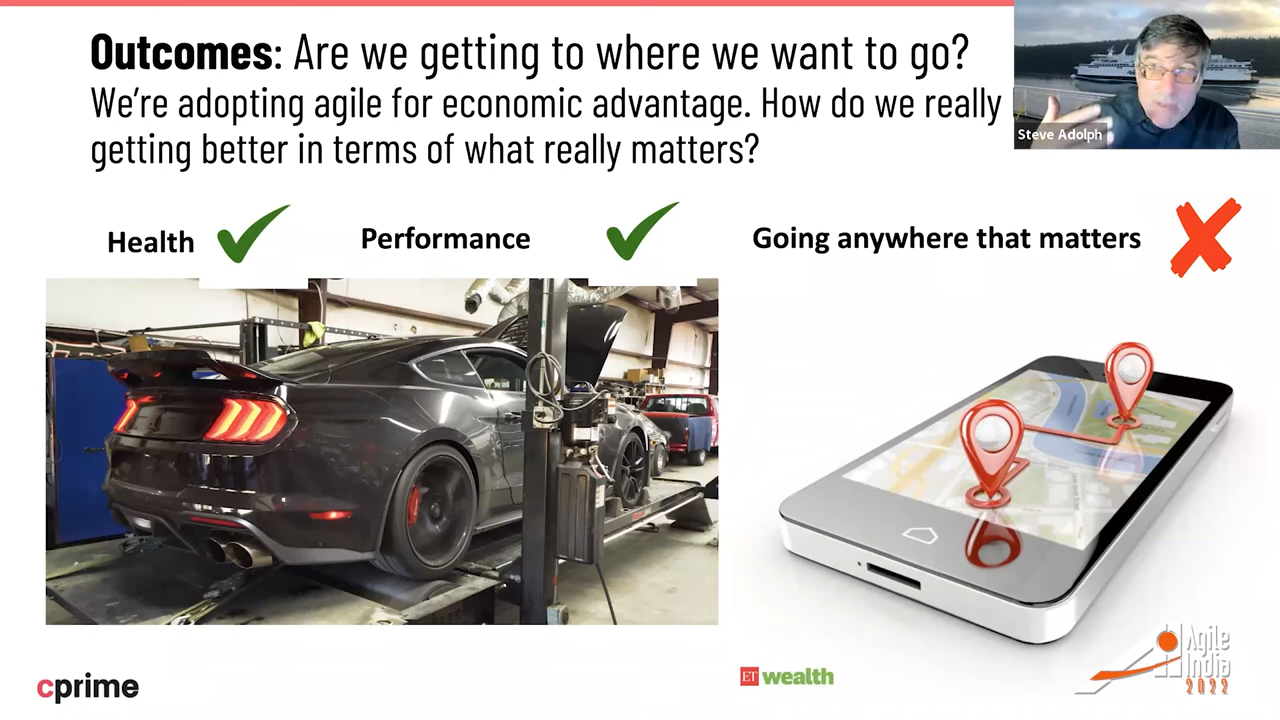 Outcomes: Are we getting to where we want to go?
We're adopting agile for economic advantage. How do we really
getting better in terms of what really matters?
Steve Adolph
Health
Performance
Going anywhere that matters
cprime
ET wealth
Agile
India
2022